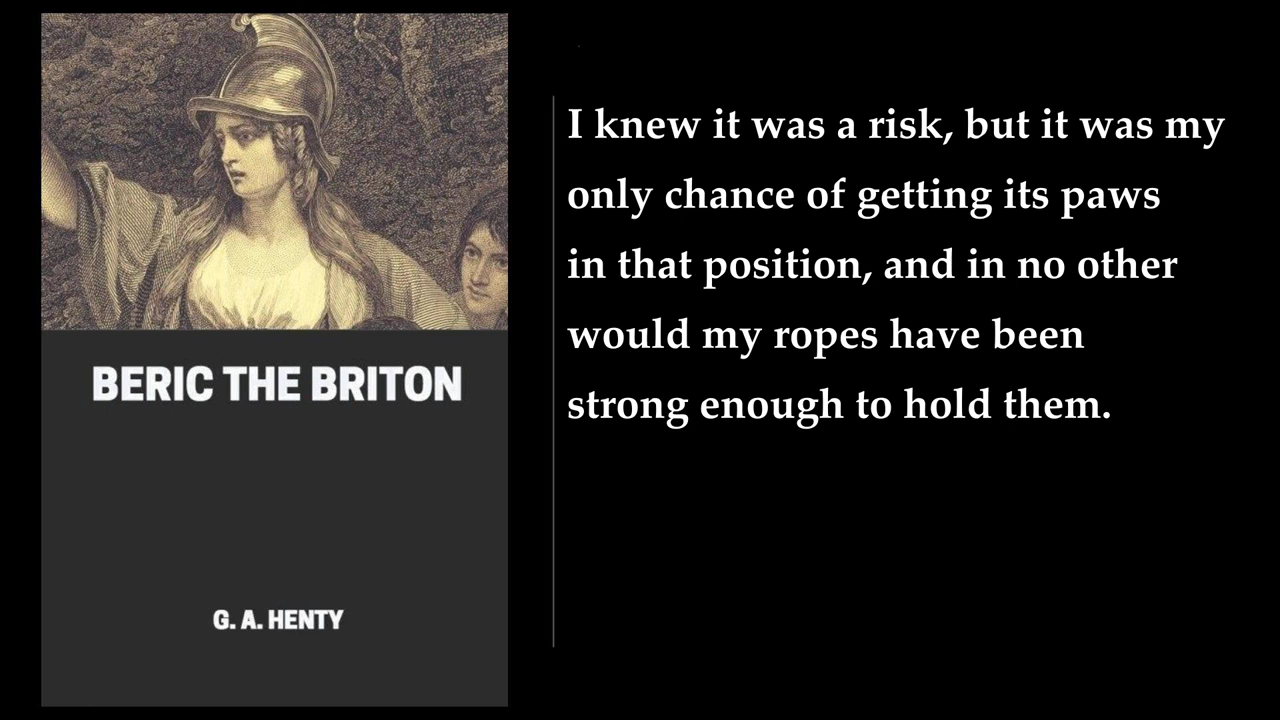 BERIC THE BRITON
G. A. HENTY
I knew it was a risk, but it was my
only chance of getting its paws
in that position, and in no other
would my ropes have been
strong enough to hold them.